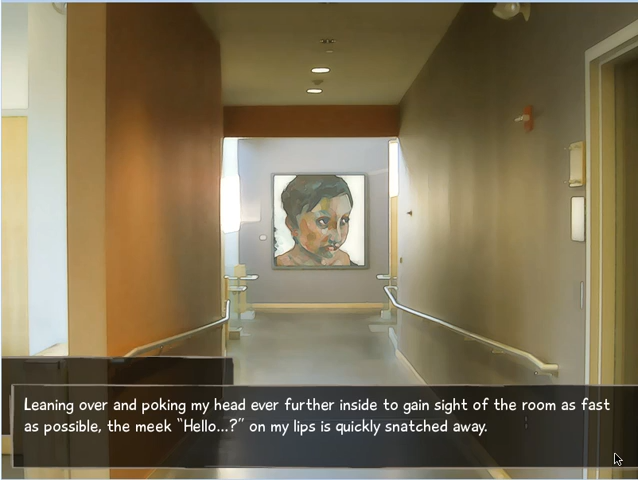 Leaning over and poking my head ever further inside to gain sight of the room as fast
as possible, the meek “Hello...?” on my lips is quickly snatched away.